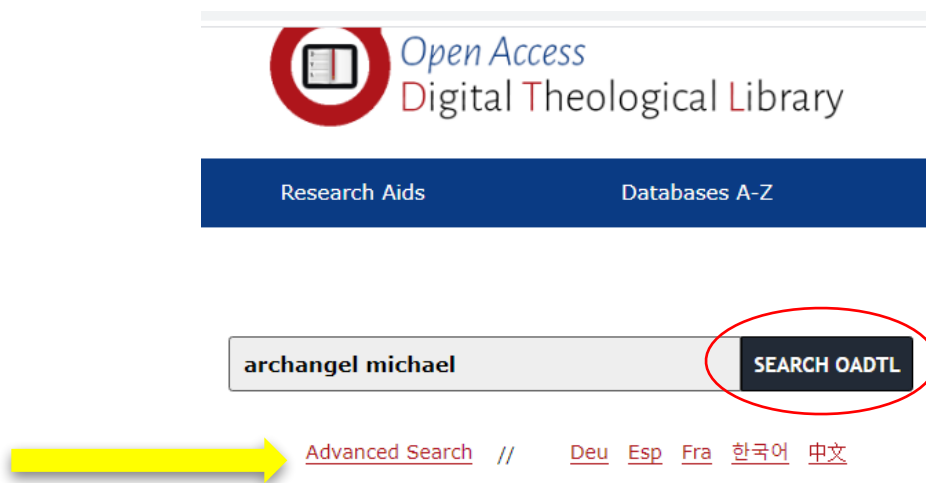 Open Access
Digital Theological Library
Research Aids Databases A-Z
archangel michael SEARCH OADTL
Advanced Search // Deu Esp Fra 한국어 中文